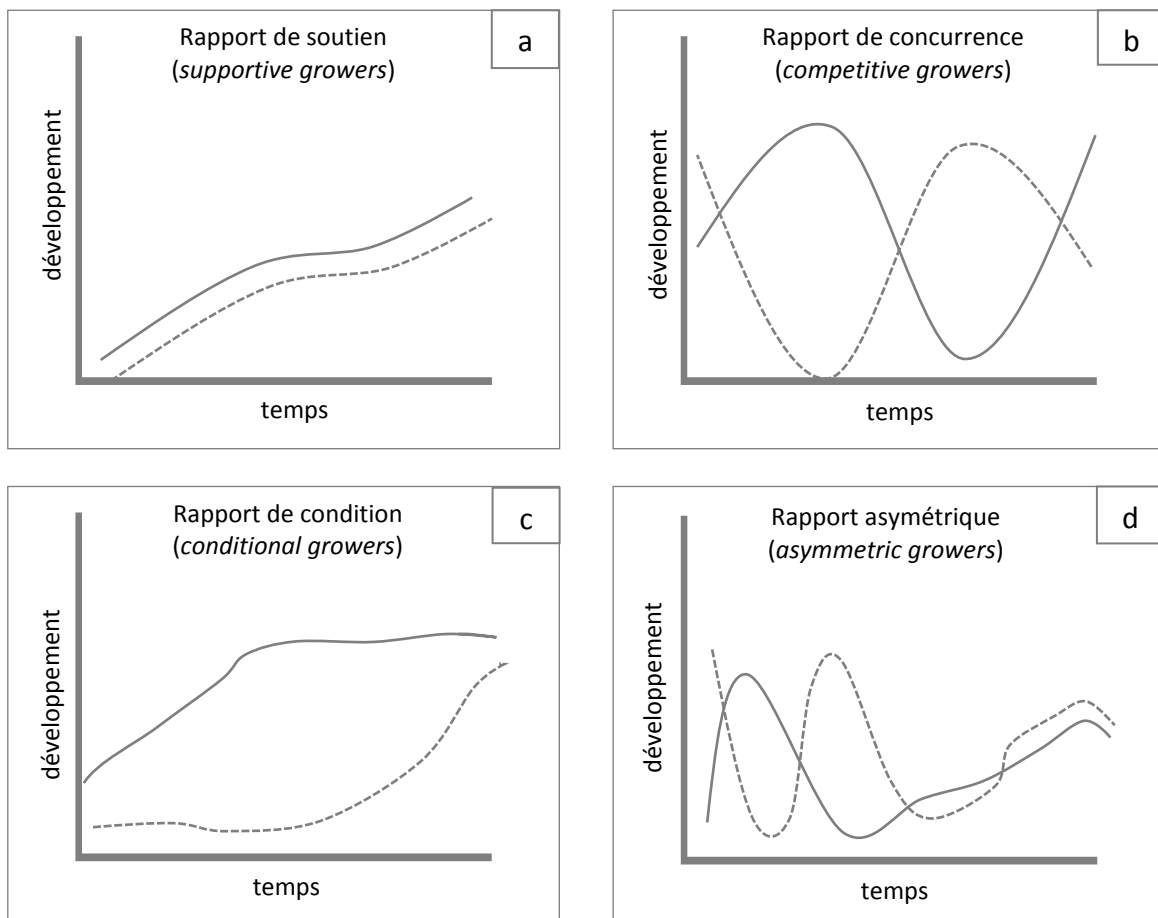 Rapport de soutien
(supportive growers)
a
développement
temps
Rapport de concurrence
(competitive growers)
b
développement
temps
Rapport de condition
(conditional growers)
c
développement
temps
Rapport asymétrique
(asymmetric growers)
d
développement
temps